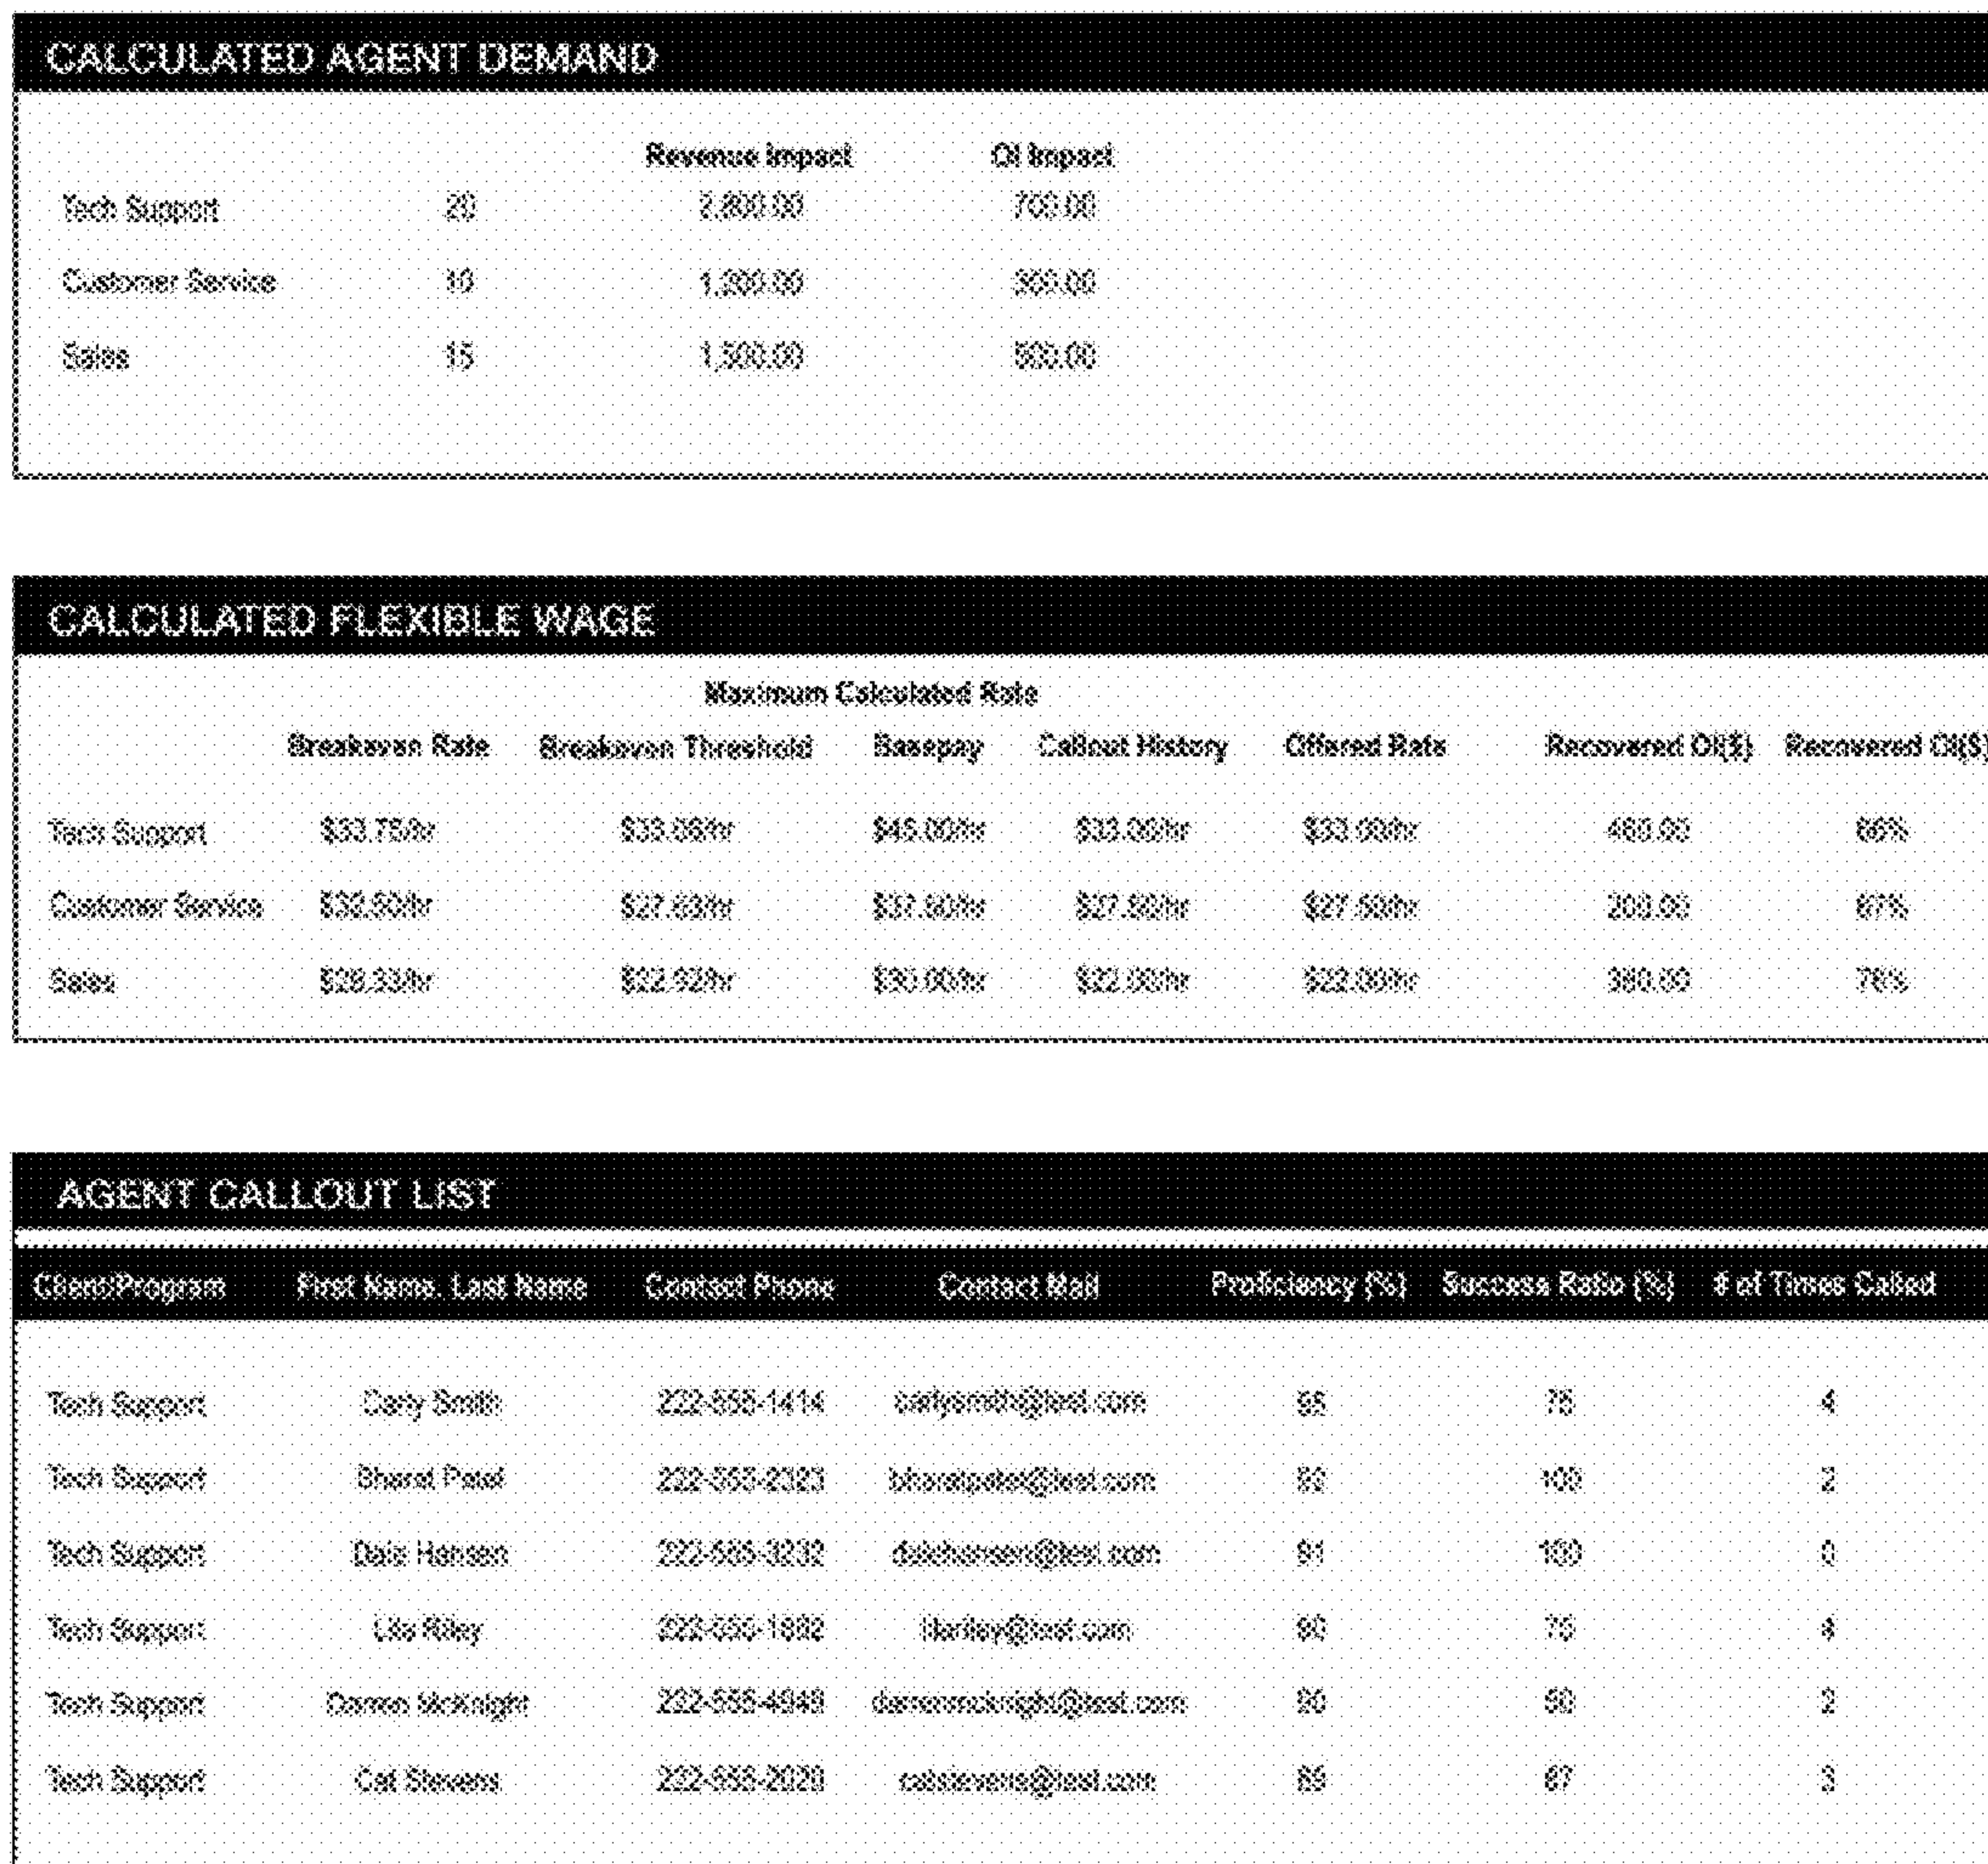 CALCULATED AGENT DEMAND
Revenue Impact OI Impact
Tech Support 20 2,800.00 700.00
Customer Service 10 1,200.00 300.00
Sales 15 1,500.00 500.00
CALCULATED FLEXIBLE WAGE
Maximum Calculated Rate
Breakeven Rate Breakeven Threshold Basepay Callout History Offered Rate Recovered OI($) Recovered OI($)
Tech Support $33.75/hr $45.00/hr $33.00/hr $33.00/hr 460.00 66%
Customer Service $32.50/hr $27.63/hr $37.50/hr $27.50/hr $27.50/hr 200.00 67%
Sales $28.33/hr $22.92/hr $30.00/hr $22.00/hr $22.00/hr 380.00 76%
AGENT CALLOUT LIST
Client/Program First Name, Last Name Contact Phone Contact Mail Proficiency (%) Success Ratio (%) # of Times Called
Tech Support Carly Smith 222-555-1414 carlysmith@test.com 95 75 4
Tech Support Bharat Patel 222-555-2323 bharatpatel@test.com 100 2
Tech Support Dale Hansen 222-555-3232 dalehansen@test.com 91 100 0
Tech Support Lila Riley lilariley@test.com 90 75 4
Tech Support Darren McKnight darrenmcknight@test.com 2
Tech Support Cat Stevens 222-555-2020 catstevens@test.com 67 3